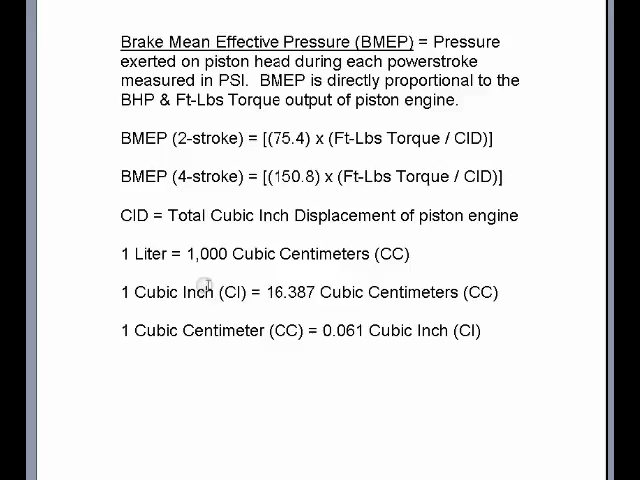 Brake Mean Effective Pressure (BMEP) = Pressure
exerted on piston head during each powerstroke
measured in PSI.  BMEP is directly proportional to the
BHP & Ft-Lbs Torque output of piston engine.
BMEP (2-stroke) = [(75.4) x (Ft-Lbs Torque / CID)]
BMEP (4-stroke) = [(150.8) x (Ft-Lbs Torque / CID)]
CID = Total Cubic Inch Displacement of piston engine
1 Liter = 1,000 Cubic Centimeters (CC)
1 Cubic Inch (CI) = 16.387 Cubic Centimeters (CC)
1 Cubic Centimeter (CC) = 0.061 Cubic Inch (CI)